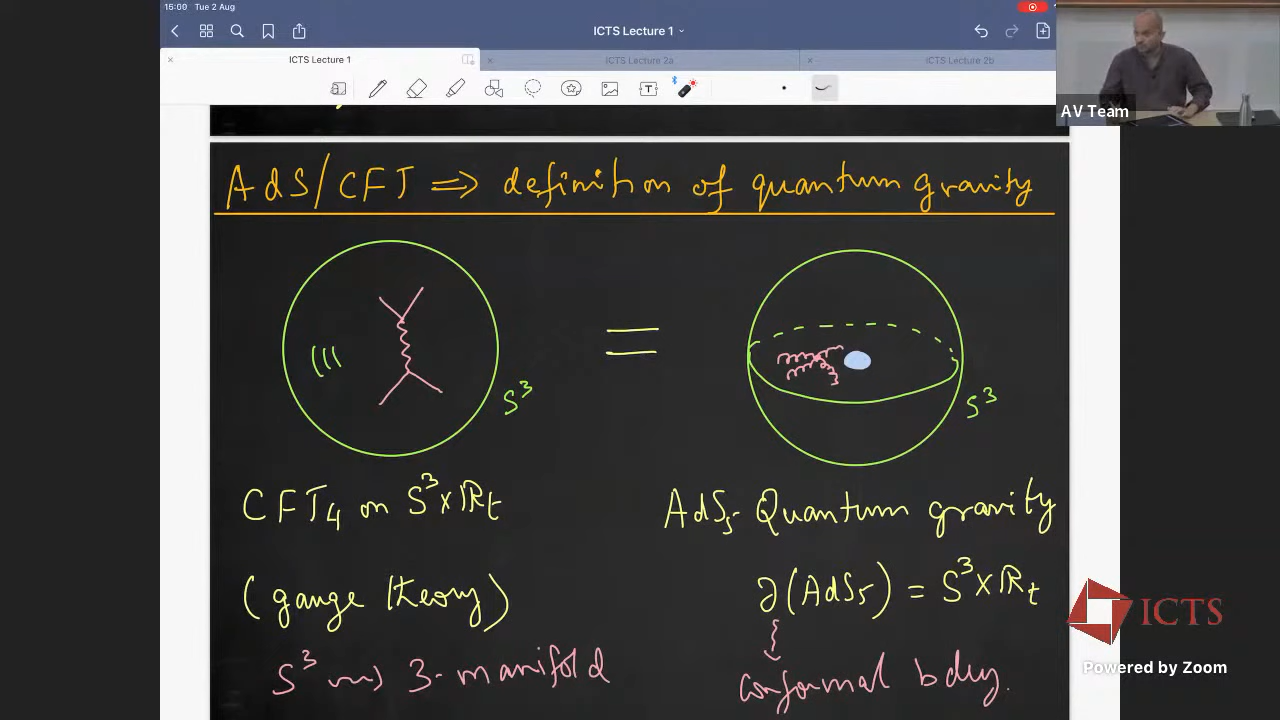 15:00 Tue 2 Aug
ICTS Lecture 1
ICTS Lecture 1
ICTS Lecture 2a
ICTS Lecture 2b
AV Team
AdS/CFT ⇒ definition of quantum gravity
S³
=
S³
CFT₄ on S³×ℝt
AdS₅ - Quantum gravity
(gauge theory)
∂(AdS₅) = S³×ℝt
S³ ⇝ 3-manifold
conformal bdry.
ICTS
Powered by Zoom